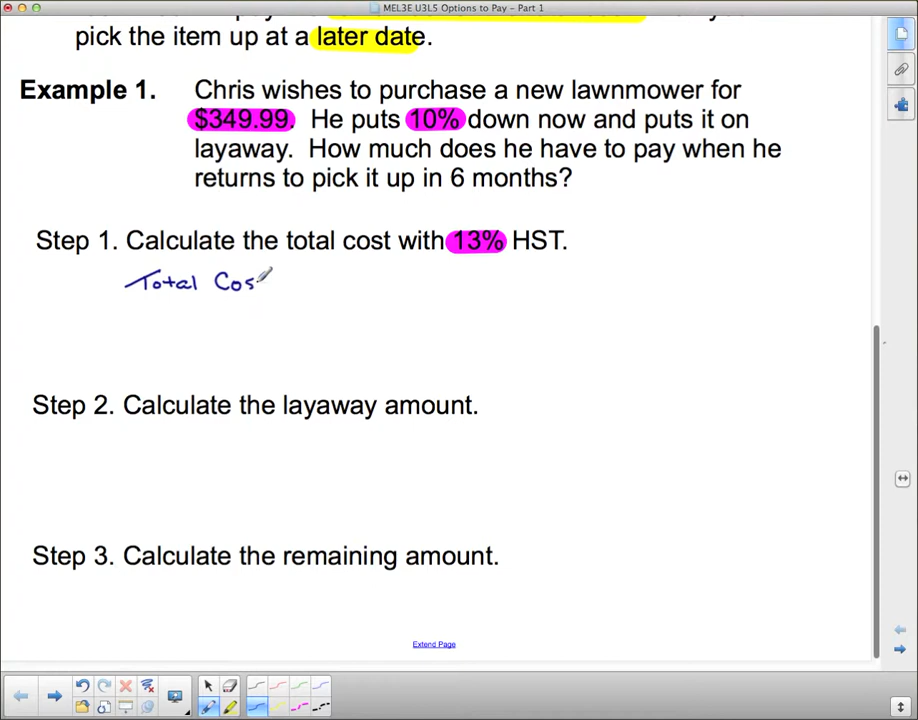 MEL3E U3L5 Options to Pay - Part 1
pick the item up at a later date.
Example 1. Chris wishes to purchase a new lawnmower for
$349.99. He puts 10% down now and puts it on
layaway. How much does he have to pay when he
returns to pick it up in 6 months?
Step 1. Calculate the total cost with 13% HST.
Total Cos
Step 2. Calculate the layaway amount.
Step 3. Calculate the remaining amount.
Extend Page